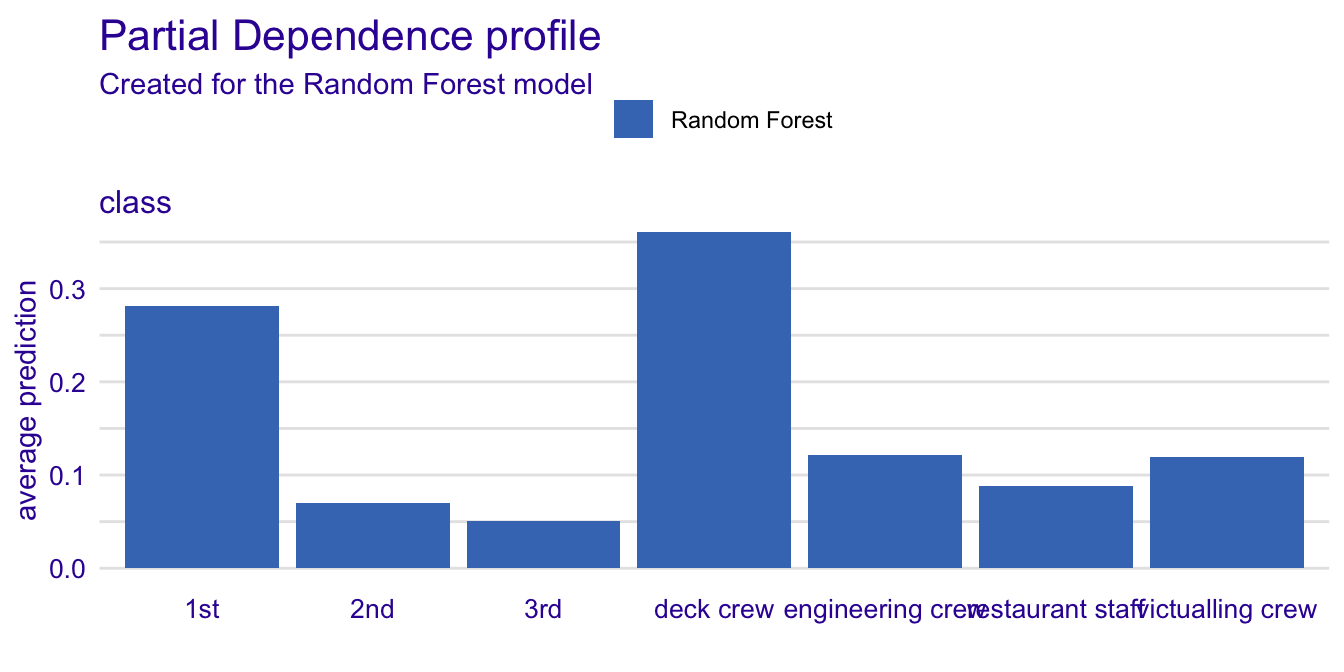 Partial Dependence profile
Created for the Random Forest model
Random Forest
class
average prediction
0.3
0.2
0.1
0.0
1st 2nd 3rd deck crew engineering crew restaurant staff victualling crew